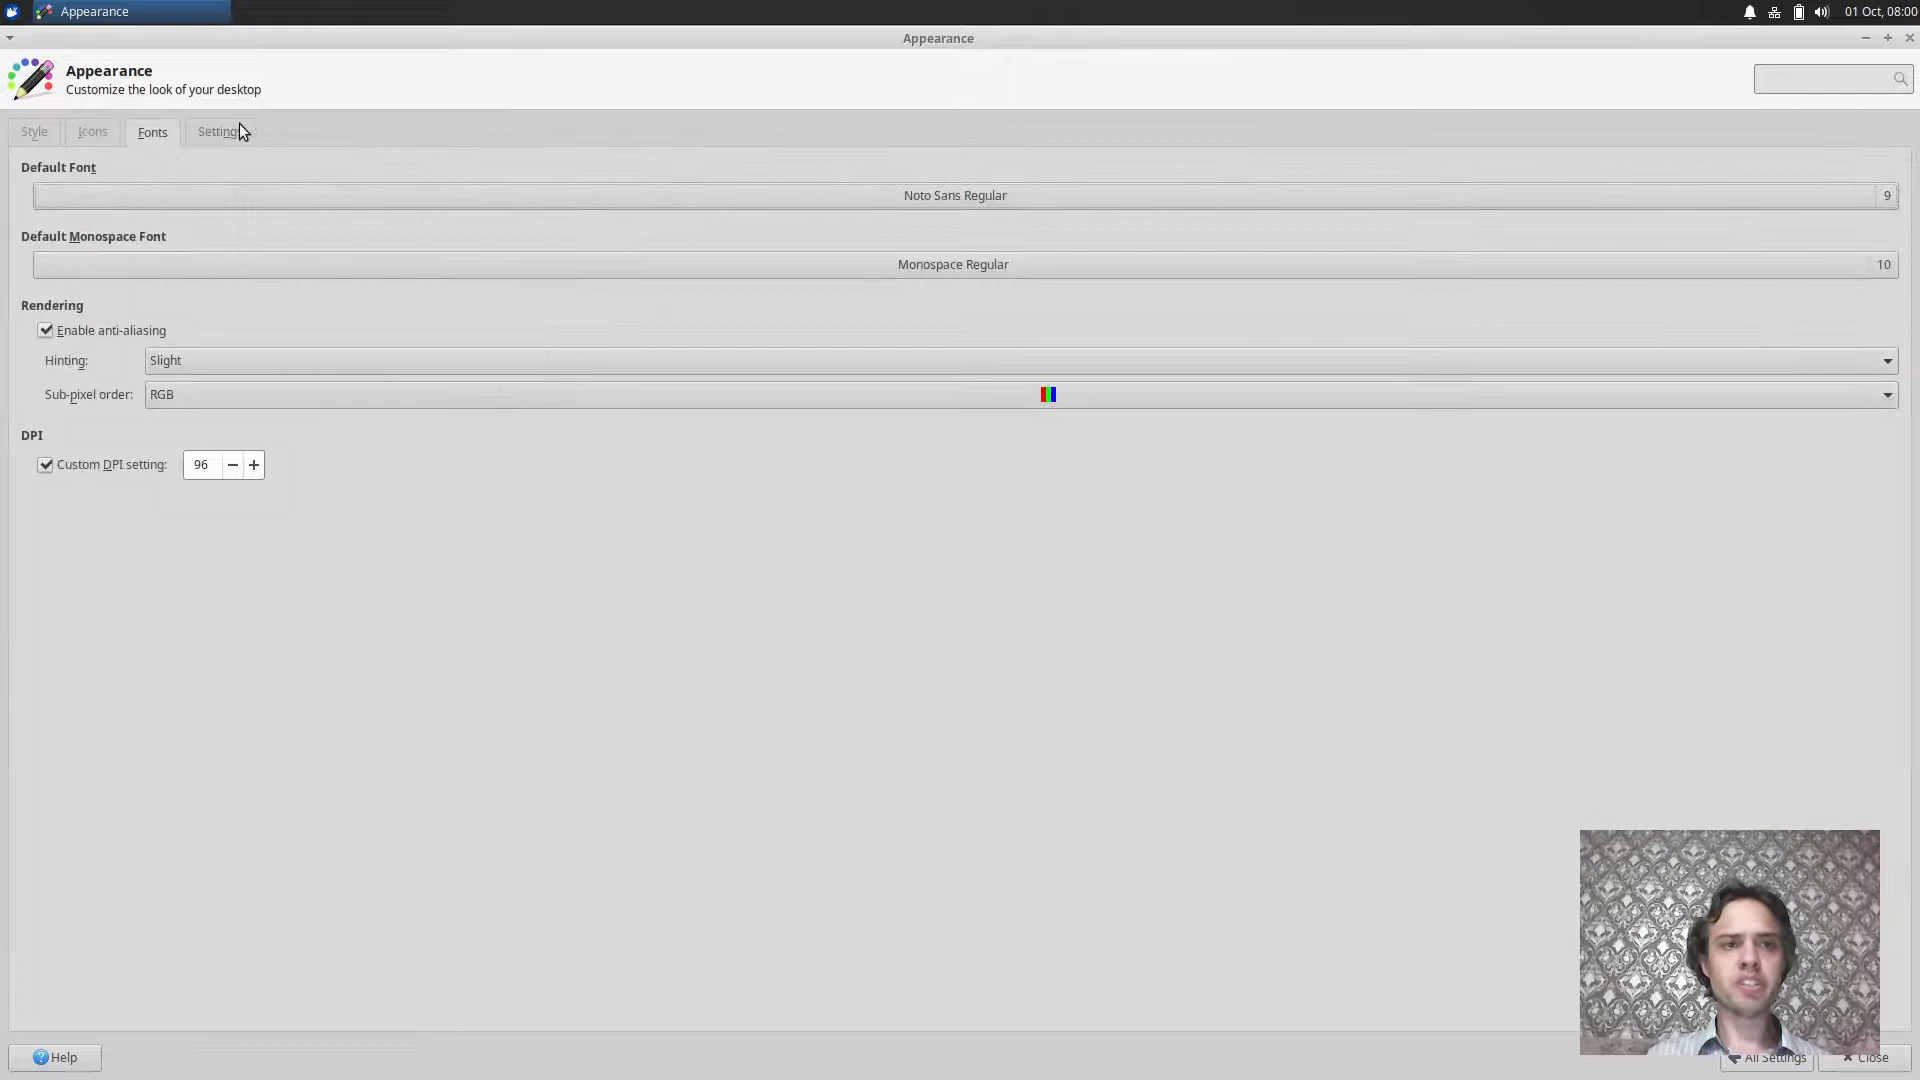 Appearance
01 Oct, 08:00
Appearance
Appearance
Customize the look of your desktop
Style
Icons
Fonts
Settings
Default Font
Noto Sans Regular
9
Default Monospace Font
Monospace Regular
10
Rendering
Enable anti-aliasing
Hinting:
Slight
Sub-pixel order:
RGB
DPI
Custom DPI setting:
96
Help
All Settings
Close